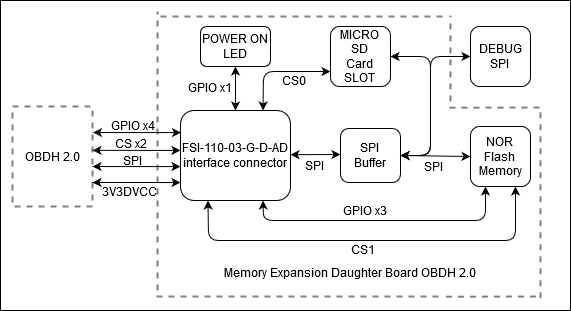 POWER ON
LED
MICRO
SD
Card
SLOT
DEBUG
SPI
GPIO x1
CS0
OBDH 2.0
GPIO x4
CS x2
SPI
3V3DVCC
FSI-110-03-G-D-AD
interface connector
SPI
SPI
Buffer
SPI
NOR
Flash
Memory
GPIO x3
CS1
Memory Expansion Daughter Board OBDH 2.0